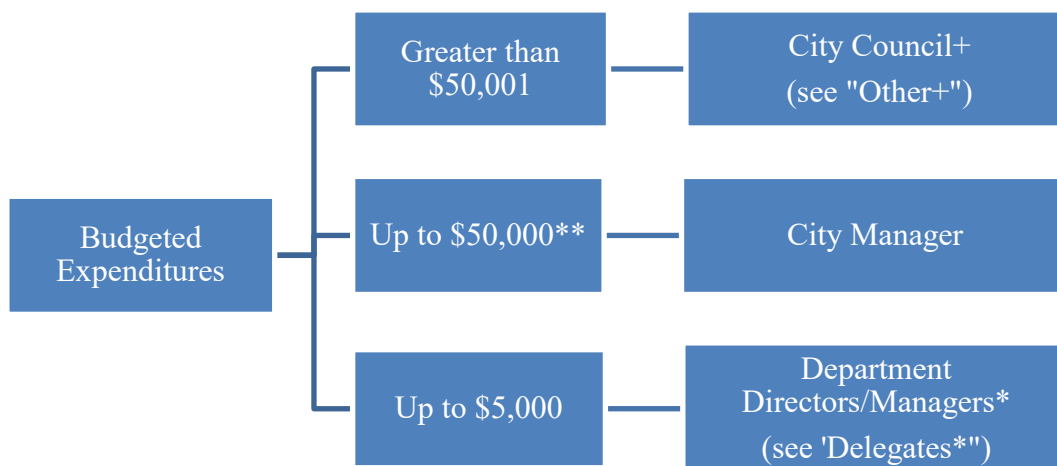 Greater than
$50,001
City Council+
(see "Other+")
Budgeted
Expenditures
Up to $50,000**
City Manager
Up to $5,000
Department
Directors/Managers*
(see 'Delegates*")